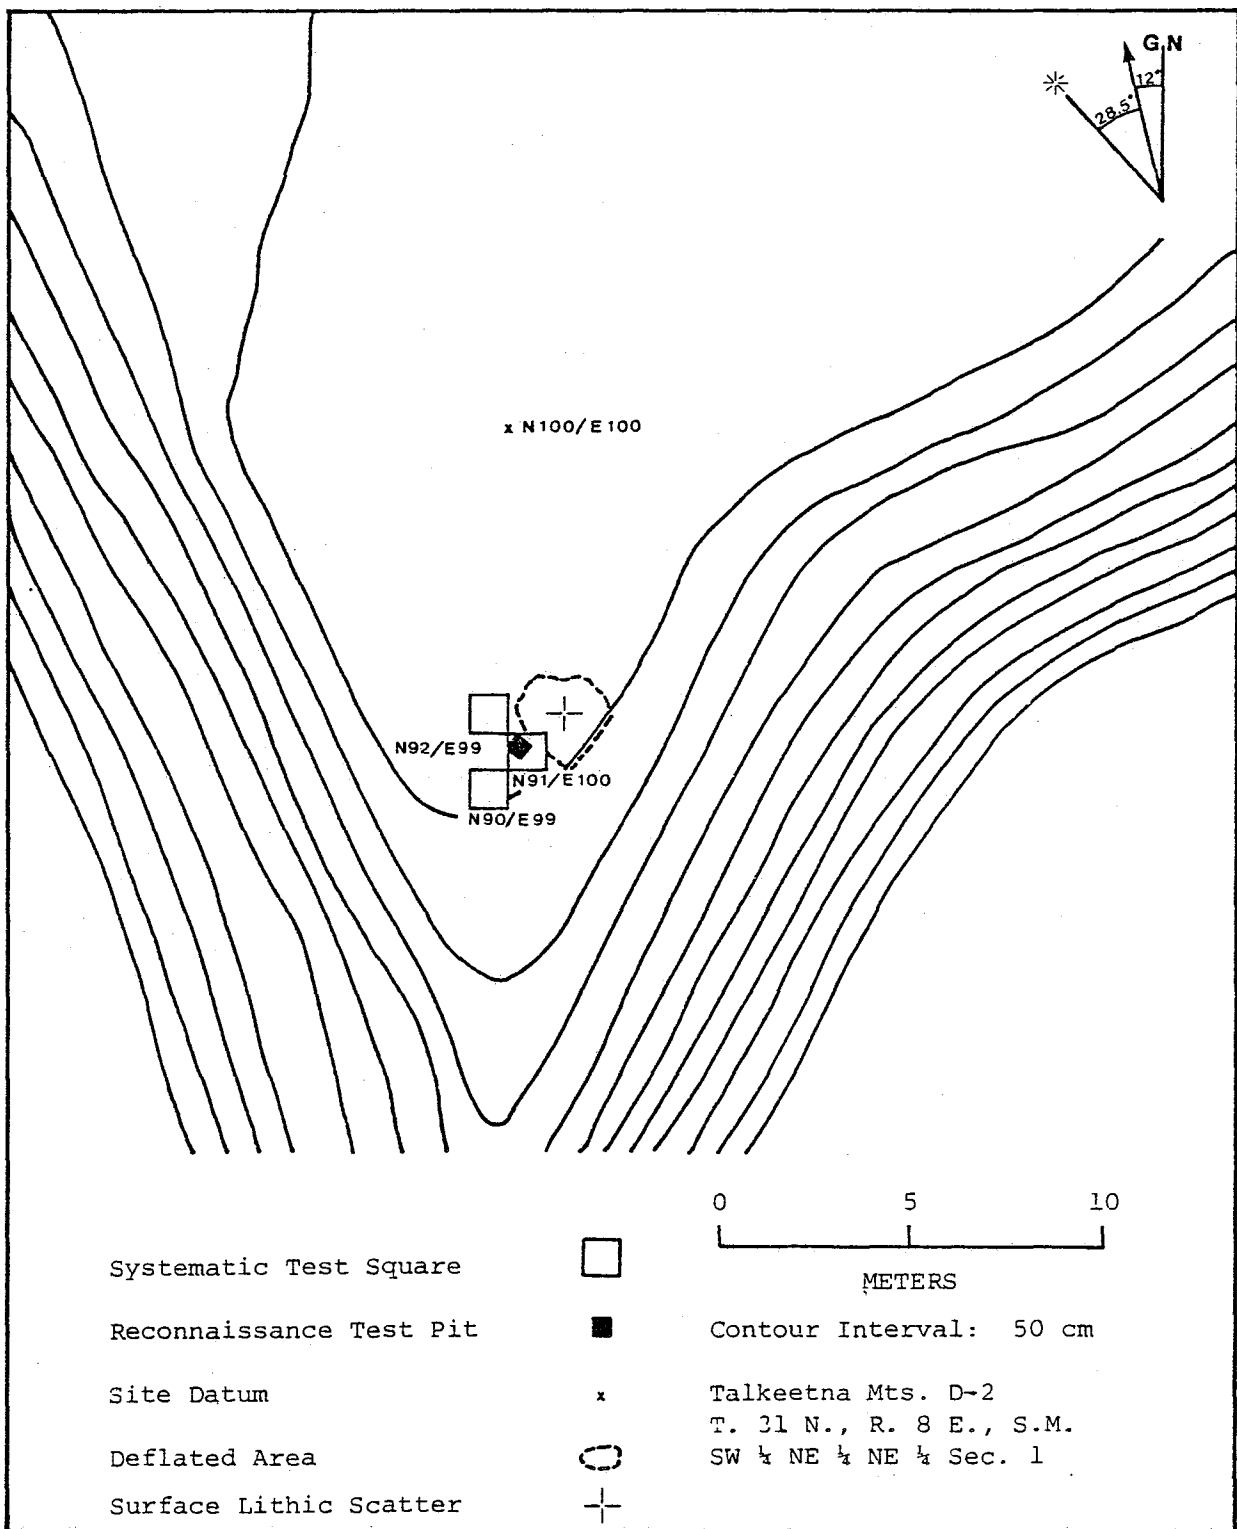 GN
12°
28.5°
x N100/E100
N92/E99
N91/E100
N90/E99
0 5 10
METERS
Systematic Test Square
Reconnaissance Test Pit
Contour Interval: 50 cm
Site Datum
x
Talkeetna Mts. D-2
T. 31 N., R. 8 E., S.M.
Deflated Area
SW ¼ NE ¼ NE ¼ Sec. 1
Surface Lithic Scatter